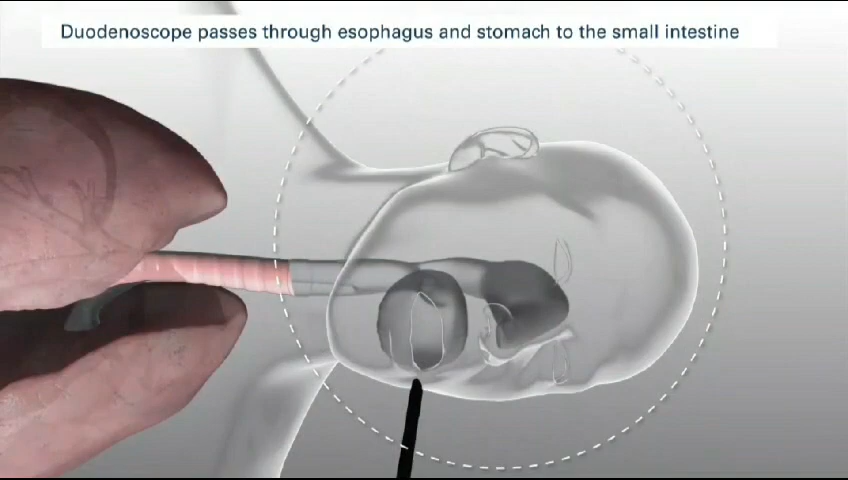 Duodenoscope passes through esophagus and stomach to the small intestine